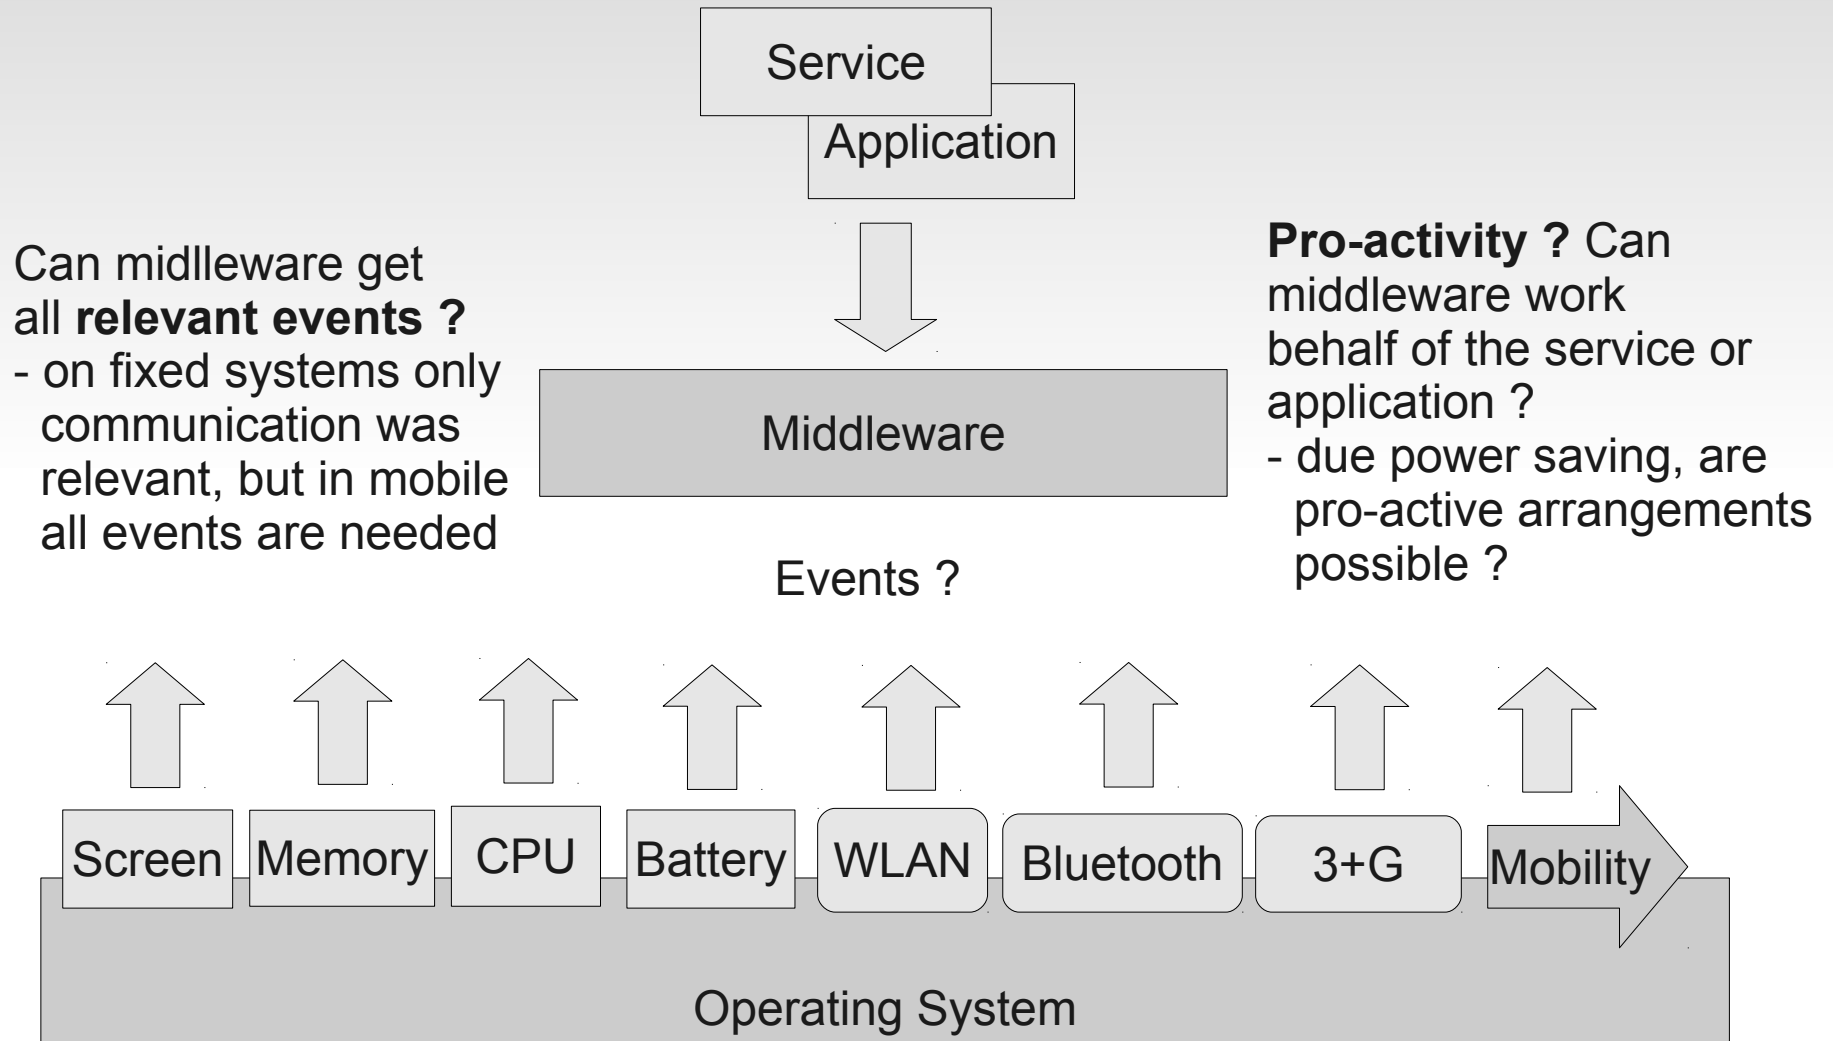 Service
Application
Can midlleware get
all relevant events ?
- on fixed systems only
communication was
relevant, but in mobile
all events are needed
Pro-activity ? Can
middleware work
behalf of the service or
application ?
- due power saving, are
pro-active arrangements
possible ?
Middleware
Events ?
Screen
Memory
CPU
Battery
WLAN
Bluetooth
3+G
Mobility
Operating System